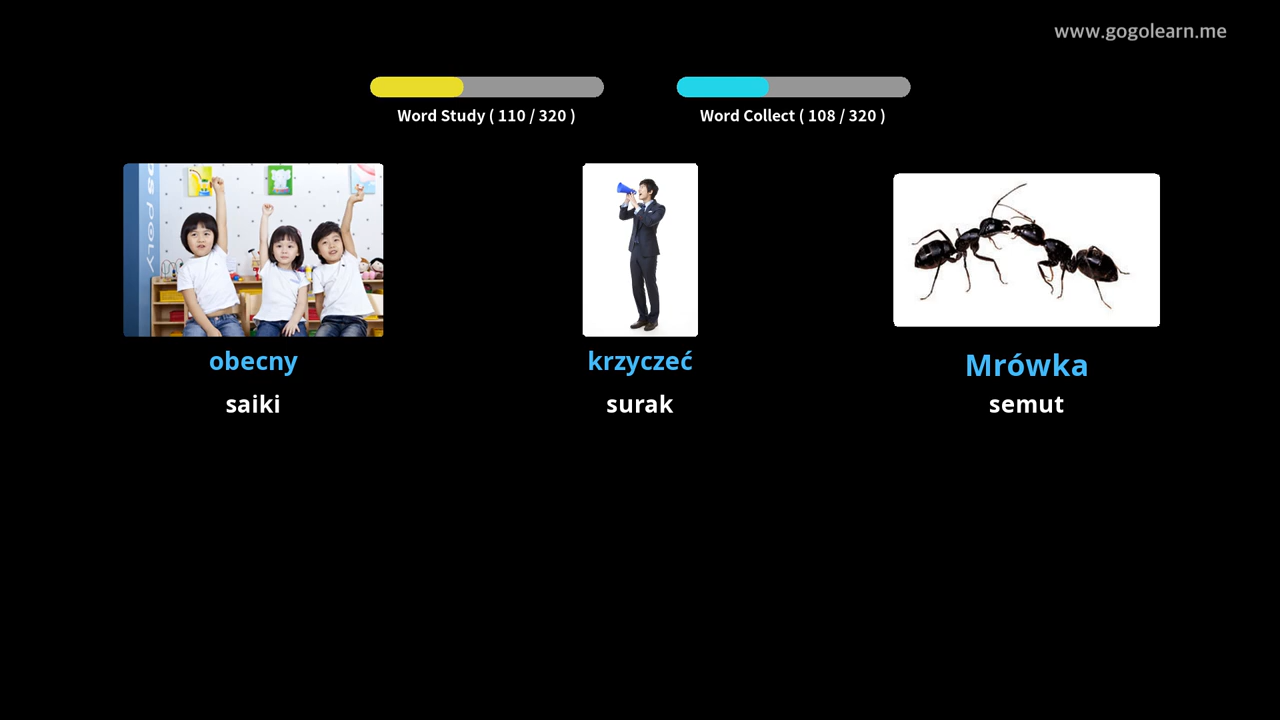 www.gogolearn.me
Word Study ( 110 / 320 )
Word Collect ( 108 / 320 )
obecny
krzyczeć
Mrówka
saiki
surak
semut